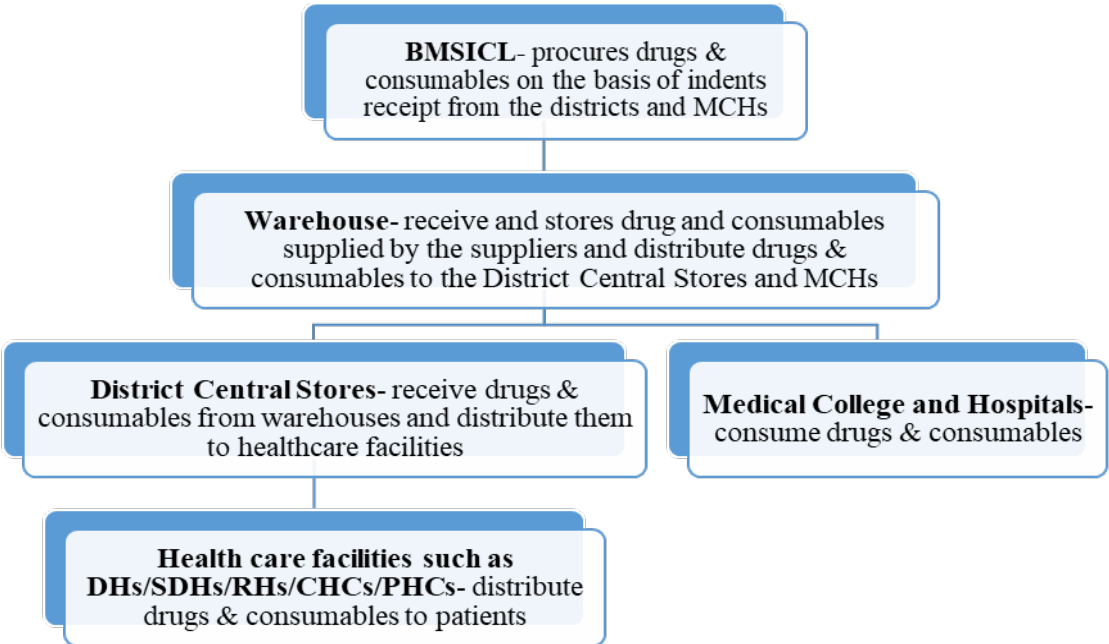 BMSICL- procures drugs &
consumables on the basis of indents
receipt from the districts and MCHs
Warehouse- receive and stores drug and consumables
supplied by the suppliers and distribute drugs &
consumables to the District Central Stores and MCHs
District Central Stores- receive drugs &
consumables from warehouses and distribute them
to healthcare facilities
Medical College and Hospitals-
consume drugs & consumables
Health care facilities such as
DHs/SDHs/RHs/CHCs/PHCs- distribute
drugs & consumables to patients